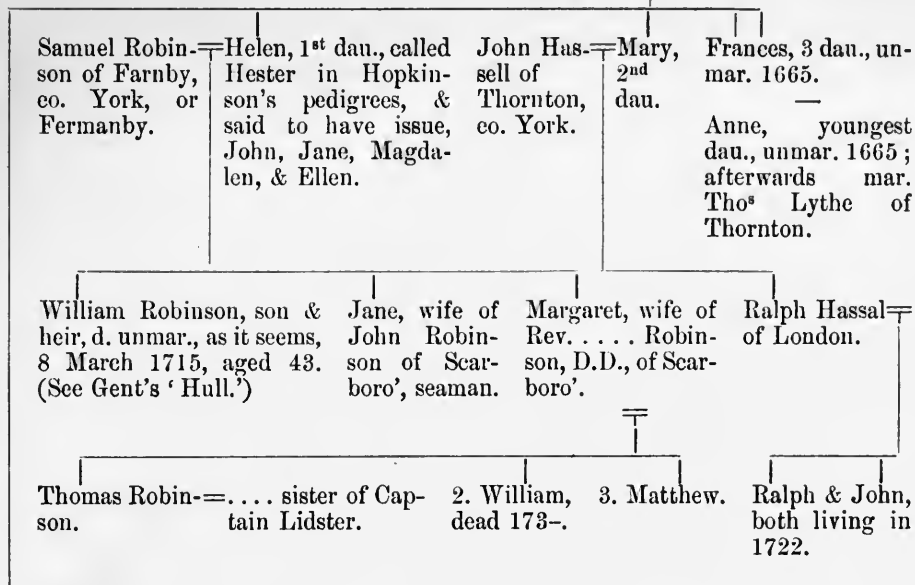 Samuel Robin-
son of Farnby,
co. York, or
Fermanby.
Helen, 1st dau., called
Hester in Hopkin-
son's pedigrees, &
said to have issue,
John, Jane, Magda-
len, & Ellen.
John Has-
sell of
Thornton,
co. York.
Mary,
2nd
dau.
Frances, 3 dau., un-
mar. 1665.
—
Anne, youngest
dau., unmar. 1665;
afterwards mar.
Thos Lythe of
Thornton.
William Robinson, son &
heir, d. unmar., as it seems,
8 March 1715, aged 43.
(See Gent's ‘Hull.’)
Jane, wife of
John Robin-
son of Scar-
boro', seaman.
Margaret, wife of
Rev. . . . . . Robin-
son, D.D., of Scar-
boro'.
Ralph Hassal
of London.
Thomas Robin-
son.
. . . . sister of Cap-
tain Lidster.
2. William,
dead 173–.
3. Matthew.
Ralph & John,
both living in
1722.